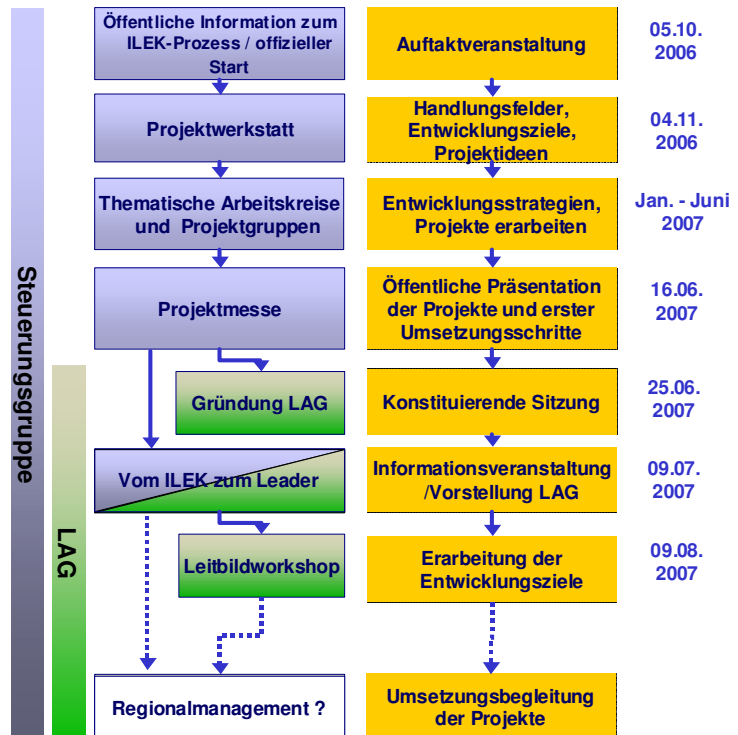 Öffentliche Information zum
ILEK-Prozess / offizieller
Start
Auftaktveranstaltung
05.10.
2006
Projektwerkstatt
Handlungsfelder,
Entwicklungsziele,
Projektideen
04.11.
2006
Thematische Arbeitskreise
und Projektgruppen
Entwicklungsstrategien,
Projekte erarbeiten
Jan. - Juni
2007
Projektmesse
Öffentliche Präsentation
der Projekte und erster
Umsetzungsschritte
16.06.
2007
Steuerungsgruppe
Gründung LAG
Konstituierende Sitzung
25.06.
2007
Vom ILEK zum Leader
Informationsveranstaltung
/Vorstellung LAG
09.07.
2007
LAG
Leitbildworkshop
Erarbeitung der
Entwicklungsziele
09.08.
2007
Regionalmanagement ?
Umsetzungsbegleitung
der Projekte